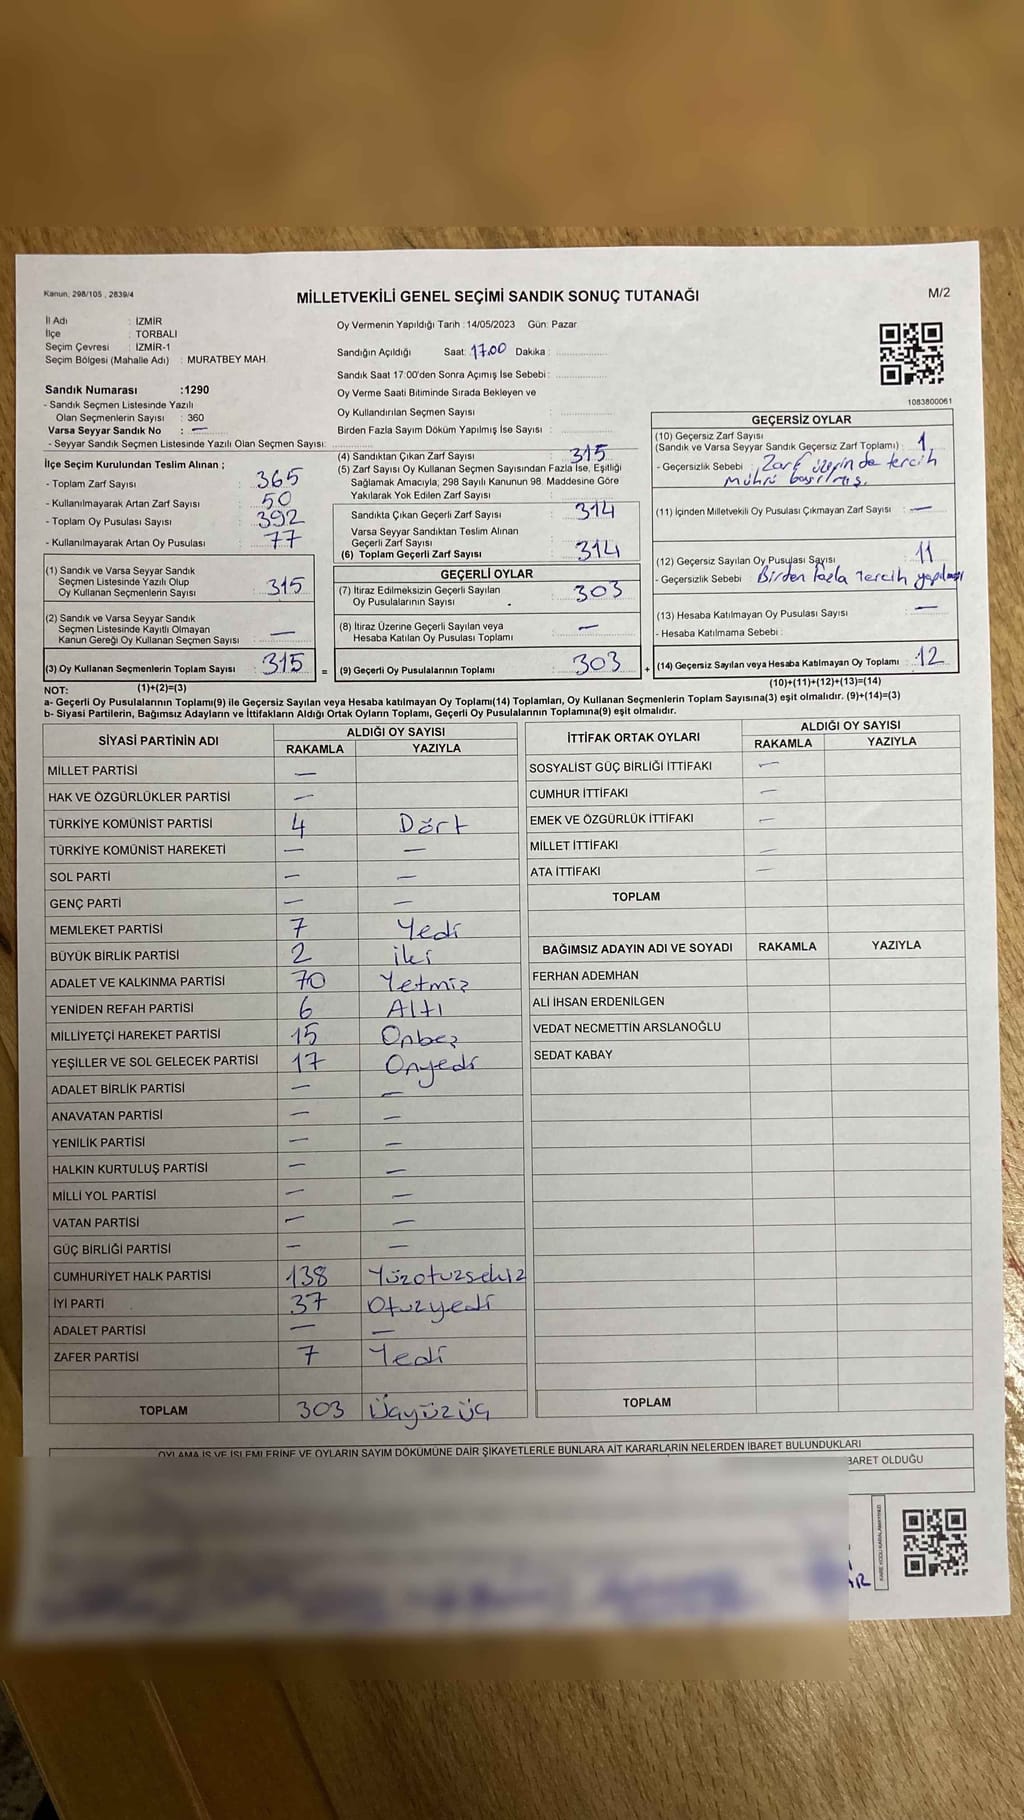 Kanun, 298/105 , 2839/4
MİLLETVEKİLİ GENEL SEÇİMİ SANDIK SONUÇ TUTANAĞI
M/2
İl Adı : İZMİR
İlçe : TORBALI
Seçim Çevresi : İZMİR-1
Seçim Bölgesi (Mahalle Adı) : MURATBEY MAH.
Sandık Numarası :1290
- Sandık Seçmen Listesinde Yazılı
Olan Seçmenlerin Sayısı : 360
Varsa Seyyar Sandık No : —
- Seyyar Sandık Seçmen Listesinde Yazılı Olan Seçmen Sayısı:
İlçe Seçim Kurulundan Teslim Alınan ;
- Toplam Zarf Sayısı : 365
- Kullanılmayarak Artan Zarf Sayısı : 50
- Toplam Oy Pusulası Sayısı : 392
- Kullanılmayarak Artan Oy Pusulası : 77
(1) Sandık ve Varsa Seyyar Sandık
Seçmen Listesinde Yazılı Olup
Oy Kullanan Seçmenlerin Sayısı : 315
(2) Sandık ve Varsa Seyyar Sandık
Seçmen Listesinde Kayıtlı Olmayan
Kanun Gereği Oy Kullanan Seçmen Sayısı : —
(3) Oy Kullanan Seçmenlerin Toplam Sayısı : 315 =
(1)+(2)=(3)
Oy Vermenin Yapıldığı Tarih :14/05/2023 Gün: Pazar
Sandığın Açıldığı Saat: 17.00 Dakika :
Sandık Saat 17:00'den Sonra Açımış İse Sebebi :
Oy Verme Saati Bitiminde Sırada Bekleyen ve
Oy Kullandırılan Seçmen Sayısı :
Birden Fazla Sayım Döküm Yapılmış İse Sayısı :
(4) Sandıktan Çıkan Zarf Sayısı : 315
(5) Zarf Sayısı Oy Kullanan Seçmen Sayısından Fazla İse, Eşitliği
Sağlamak Amacıyla, 298 Sayılı Kanunun 98. Maddesine Göre
Yakılarak Yok Edilen Zarf Sayısı :
Sandıkta Çıkan Geçerli Zarf Sayısı : 314
Varsa Seyyar Sandıktan Teslim Alınan
Geçerli Zarf Sayısı :
(6) Toplam Geçerli Zarf Sayısı : 314
GEÇERLİ OYLAR
(7) İtiraz Edilmeksizin Geçerli Sayılan
Oy Pusulalarının Sayısı : 303
(8) İtiraz Üzerine Geçerli Sayılan veya
Hesaba Katılan Oy Pusulası Toplamı : —
(9) Geçerli Oy Pusulalarının Toplamı : 303 +
1083800061
GEÇERSİZ OYLAR
(10) Geçersiz Zarf Sayısı
(Sandık ve Varsa Seyyar Sandık Geçersiz Zarf Toplamı) : 1
- Geçersizlik Sebebi : Zarf üzerinde tercih
mührü basılmış.
(11) İçinden Milletvekili Oy Pusulası Çıkmayan Zarf Sayısı : —
(12) Geçersiz Sayılan Oy Pusulası Sayısı : 11
- Geçersizlik Sebebi : Birden fazla tercih yapılmış
(13) Hesaba Katılmayan Oy Pusulası Sayısı : —
- Hesaba Katılmama Sebebi :
(14) Geçersiz Sayılan veya Hesaba Katılmayan Oy Toplamı : 12
(10)+(11)+(12)+(13)=(14)
NOT:
a- Geçerli Oy Pusulalarının Toplamı(9) ile Geçersiz Sayılan veya Hesaba katılmayan Oy Toplamı(14) Toplamları, Oy Kullanan Seçmenlerin Toplam Sayısına(3) eşit olmalıdır. (9)+(14)=(3)
b- Siyasi Partilerin, Bağımsız Adayların ve İttifakların Aldığı Ortak Oyların Toplamı, Geçerli Oy Pusulalarının Toplamına(9) eşit olmalıdır.
SİYASİ PARTİNİN ADI ALDIĞI OY SAYISI
RAKAMLA YAZIYLA
MİLLET PARTİSİ —
HAK VE ÖZGÜRLÜKLER PARTİSİ —
TÜRKİYE KOMÜNİST PARTİSİ 4 Dört
TÜRKİYE KOMÜNİST HAREKETİ — —
SOL PARTİ — —
GENÇ PARTİ — —
MEMLEKET PARTİSİ 7 Yedi
BÜYÜK BİRLİK PARTİSİ 2 iki
ADALET VE KALKINMA PARTİSİ 70 Yetmiş
YENİDEN REFAH PARTİSİ 6 Altı
MİLLİYETÇİ HAREKET PARTİSİ 15 Onbeş
YEŞİLLER VE SOL GELECEK PARTİSİ 17 Onyedi
ADALET BİRLİK PARTİSİ — —
ANAVATAN PARTİSİ — —
YENİLİK PARTİSİ — —
HALKIN KURTULUŞ PARTİSİ — —
MİLLİ YOL PARTİSİ — —
VATAN PARTİSİ — —
GÜÇ BİRLİĞİ PARTİSİ — —
CUMHURİYET HALK PARTİSİ 138 Yüzotuzsekiz
İYİ PARTİ 37 Otuzyedi
ADALET PARTİSİ — —
ZAFER PARTİSİ 7 Yedi
TOPLAM 303 Üçyüzüç
İTTİFAK ORTAK OYLARI ALDIĞI OY SAYISI
RAKAMLA YAZIYLA
SOSYALİST GÜÇ BİRLİĞİ İTTİFAKI —
CUMHUR İTTİFAKI —
EMEK VE ÖZGÜRLÜK İTTİFAKI —
MİLLET İTTİFAKI —
ATA İTTİFAKI —
TOPLAM
BAĞIMSIZ ADAYIN ADI VE SOYADI RAKAMLA YAZIYLA
FERHAN ADEMHAN
ALİ İHSAN ERDENİLGEN
VEDAT NECMETTİN ARSLANOĞLU
SEDAT KABAY
TOPLAM
OYLAMA İŞ VE İŞLEMLERİNE VE OYLARIN SAYIM DÖKÜMÜNE DAİR ŞİKAYETLERLE BUNLARA AİT KARARLARIN NELERDEN İBARET BULUNDUKLARI
BARET OLDUĞU